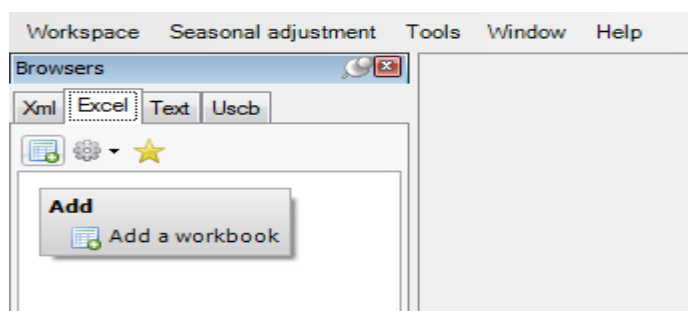 Workspace Seasonal adjustment Tools Window Help
Browsers
Xml Excel Text Uscb
Add
Add a workbook